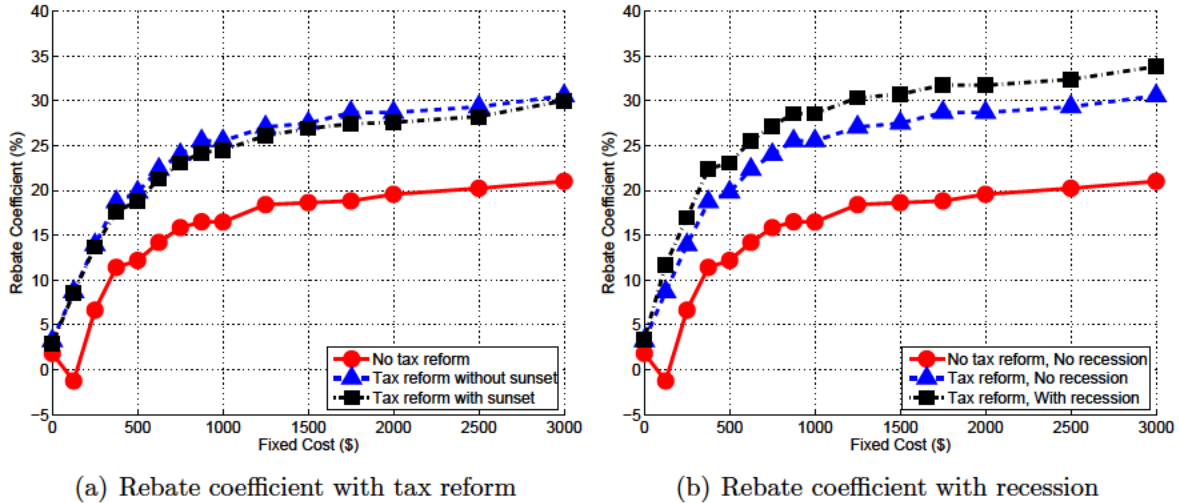 40
35
30
25
20
15
10
5
0
−5
Rebate Coefficient (%)
No tax reform
Tax reform without sunset
Tax reform with sunset
0 500 1000 1500 2000 2500 3000
Fixed Cost ($)
(a) Rebate coefficient with tax reform
40
35
30
25
20
15
10
5
0
−5
Rebate Coefficient (%)
No tax reform, No recession
Tax reform, No recession
Tax reform, With recession
0 500 1000 1500 2000 2500 3000
Fixed Cost ($)
(b) Rebate coefficient with recession